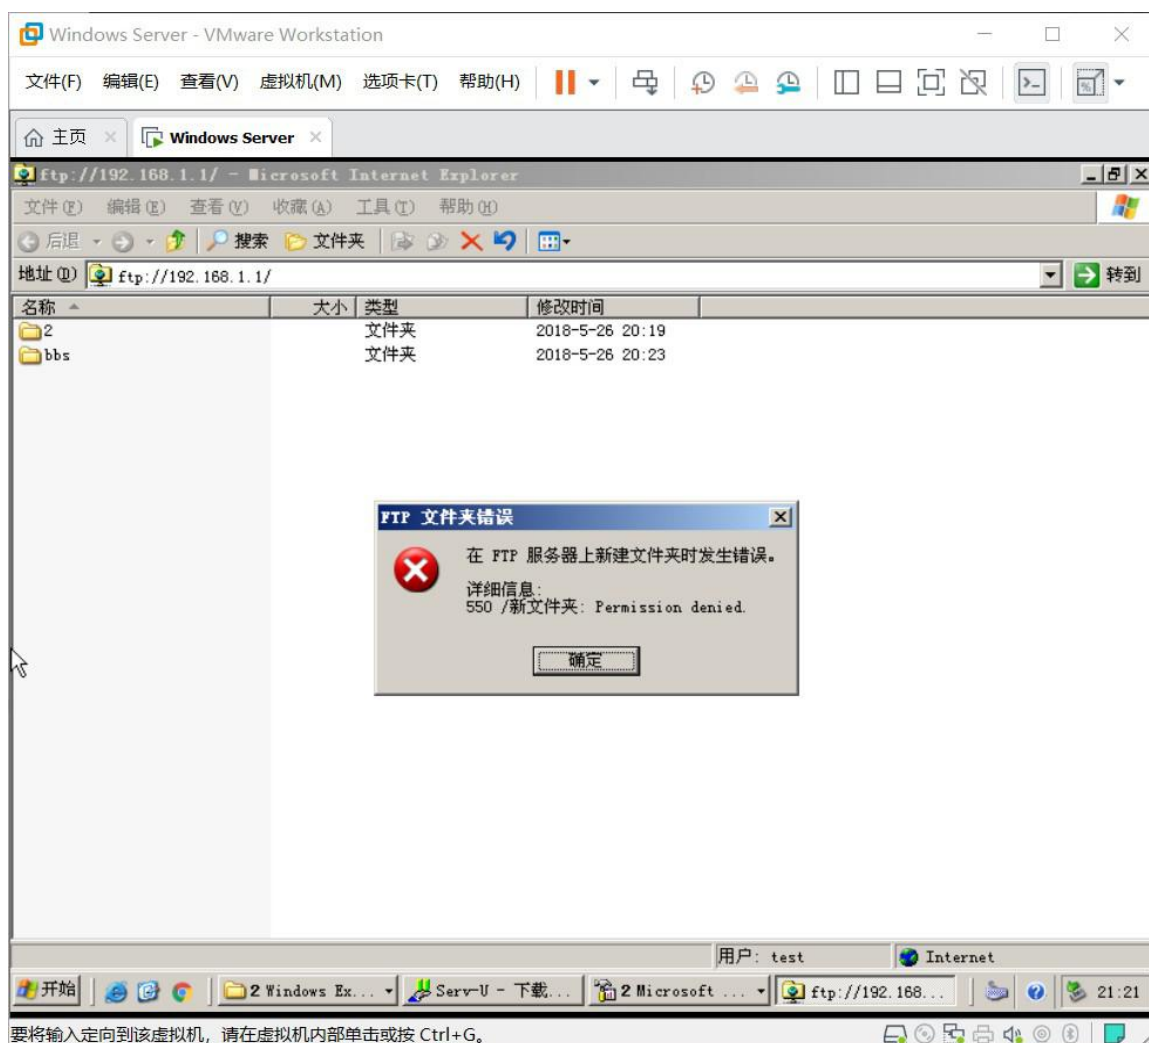 Windows Server - VMware Workstation
文件(F) 编辑(E) 查看(V) 虚拟机(M) 选项卡(T) 帮助(H)
主页 Windows Server
ftp://192.168.1.1/ - Microsoft Internet Explorer
文件(F) 编辑(E) 查看(V) 收藏(A) 工具(T) 帮助(H)
后退 搜索 文件夹
地址(D) ftp://192.168.1.1/ 转到
名称 大小 类型 修改时间
2 文件夹 2018-5-26 20:19
bbs 文件夹 2018-5-26 20:23
FTP 文件夹错误
在 FTP 服务器上新建文件夹时发生错误。
详细信息:
550 /新文件夹: Permission denied.
确定
用户: test Internet
开始 2 Windows Ex... Serv-U - 下载... 2 Microsoft ... ftp://192.168... 21:21
要将输入定向到该虚拟机，请在虚拟机内部单击或按 Ctrl+G。